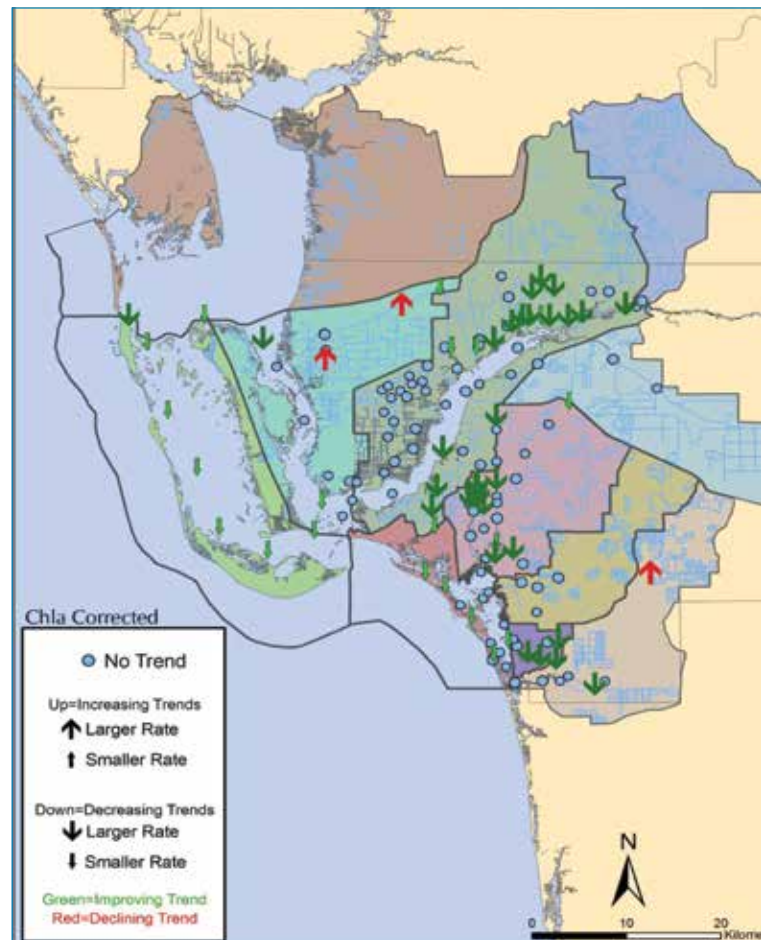 Chla Corrected
No Trend
Up=Increasing Trends
Larger Rate
Smaller Rate
Down=Decreasing Trends
Larger Rate
Smaller Rate
Green=Improving Trend
Red=Declining Trend
N
0 10 20
Kilome